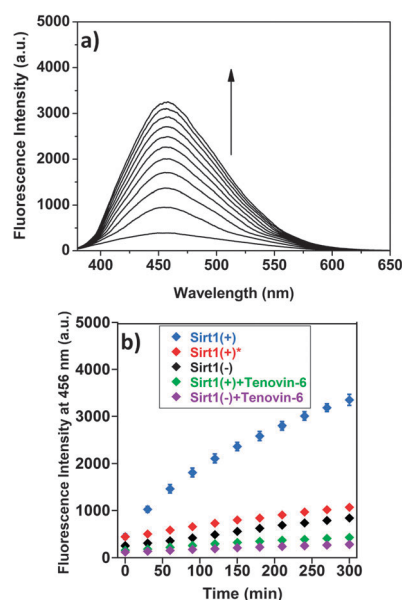 a)
Fluorescence Intensity (a.u.)
5000
4000
3000
2000
1000
0
400
450
500
550
600
650
Wavelength (nm)
b)
Fluorescence Intensity at 456 nm (a.u.)
5000
4000
3000
2000
1000
0
Sirt1(+)
Sirt1(+)*
Sirt1(-)
Sirt1(+)+Tenovin-6
Sirt1(-)+Tenovin-6
0
50
100
150
200
250
300
Time (min)